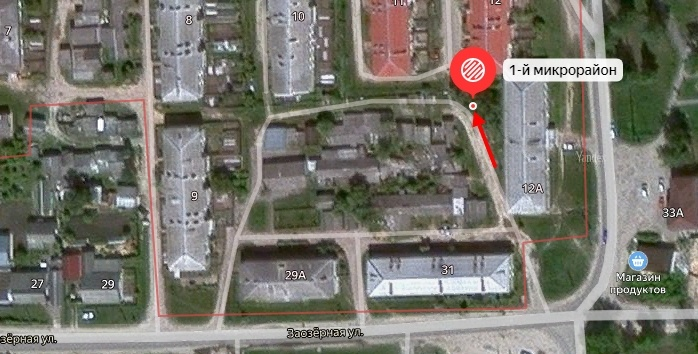 7
8
10
11
12
1-й микрорайон
9
12А
Yandex
33А
27
29
29А
31
Магазин
продуктов
зёрная ул.
Заозёрная ул.